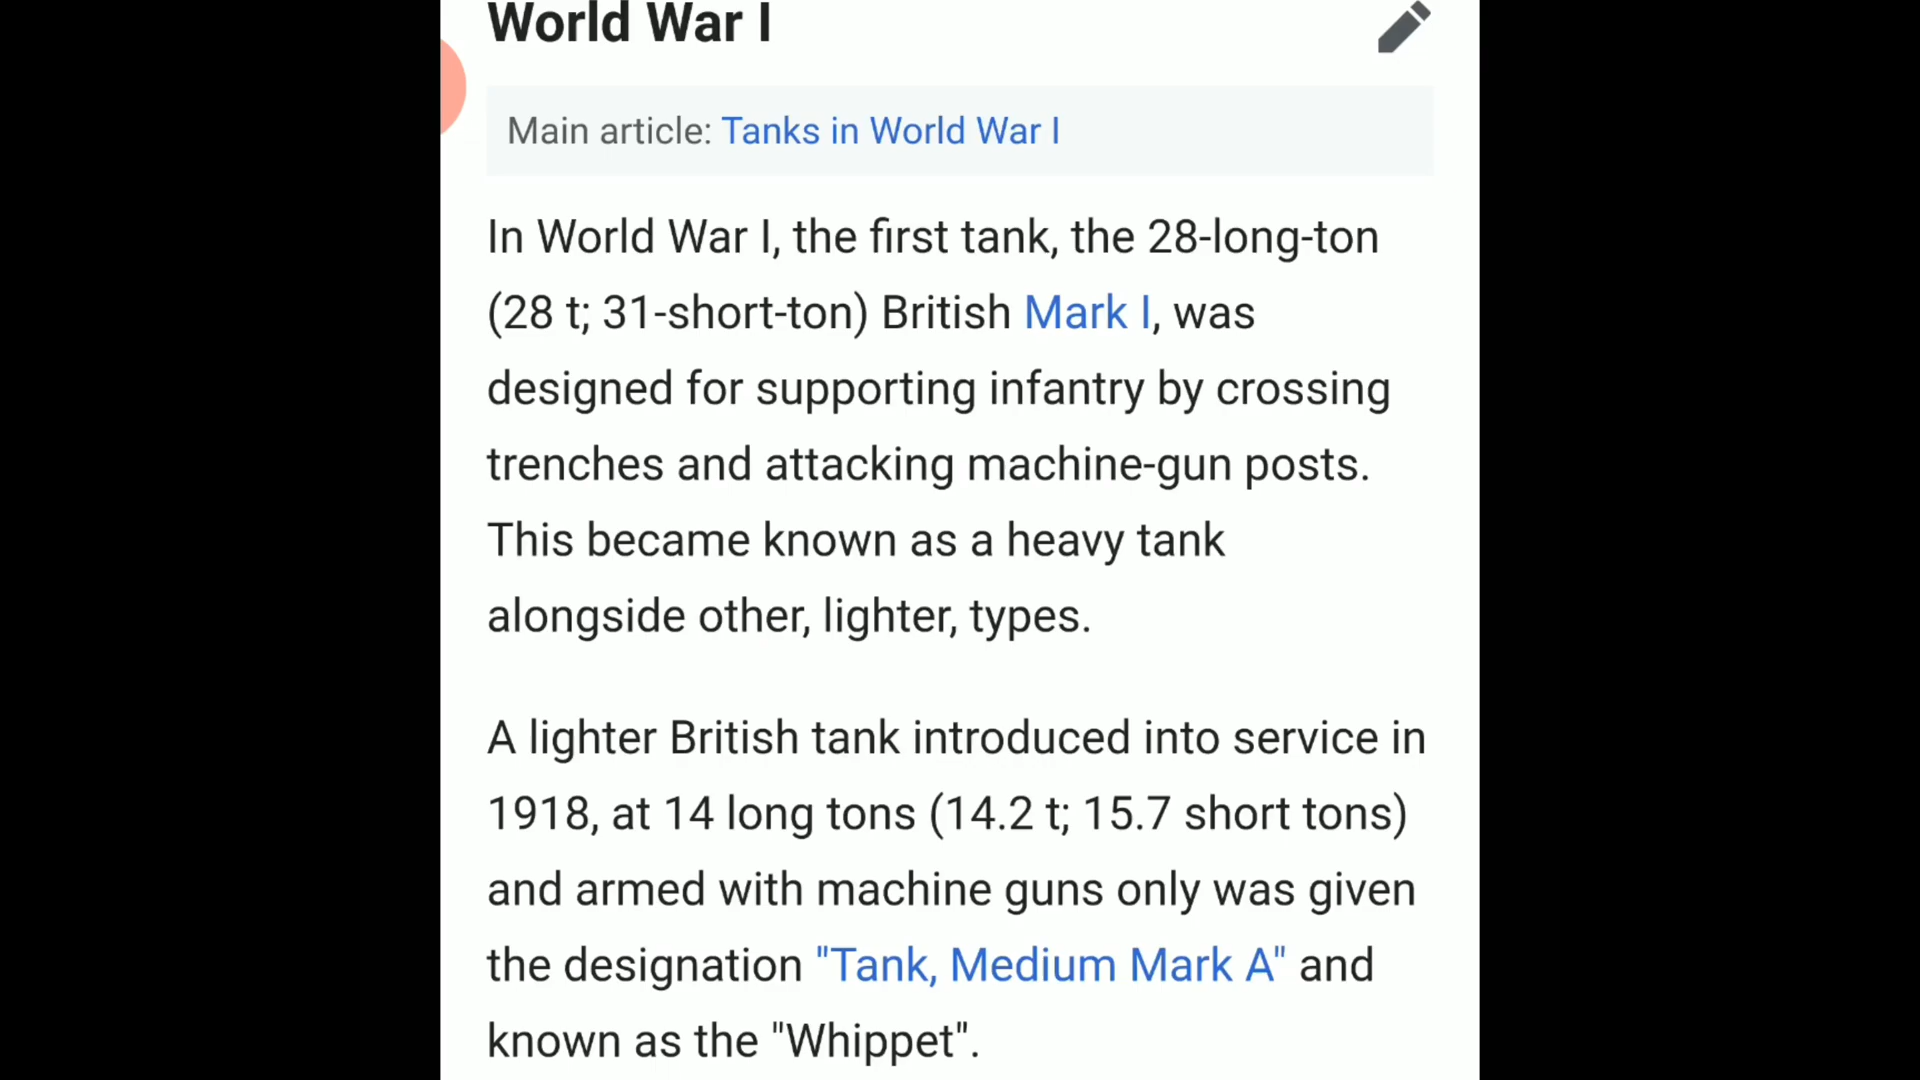 World War I
Main article: Tanks in World War I
In World War I, the first tank, the 28-long-ton
(28 t; 31-short-ton) British Mark I, was
designed for supporting infantry by crossing
trenches and attacking machine-gun posts.
This became known as a heavy tank
alongside other, lighter, types.
A lighter British tank introduced into service in
1918, at 14 long tons (14.2 t; 15.7 short tons)
and armed with machine guns only was given
the designation "Tank, Medium Mark A" and
known as the "Whippet".